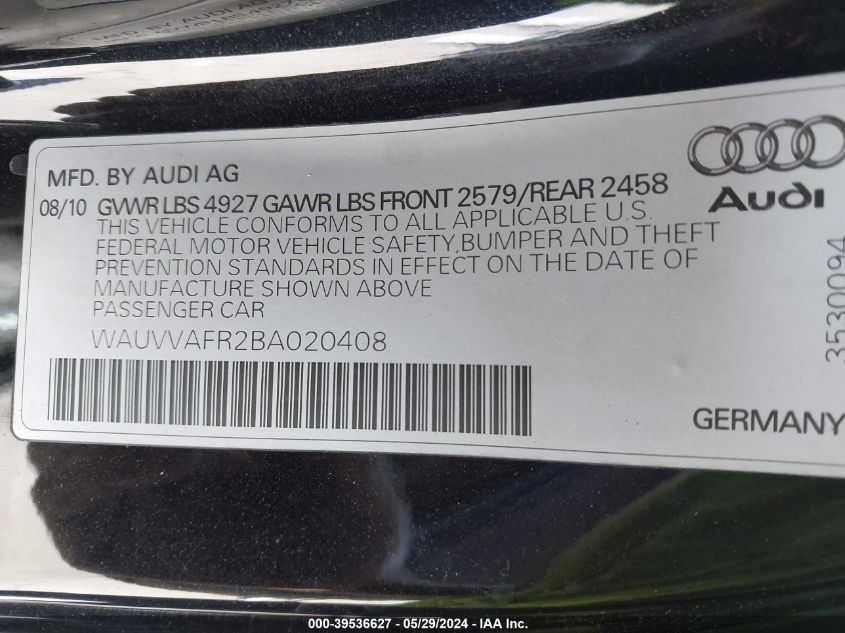 MFD. BY AUDI AG
08/10 GVWR LBS 4927 GAWR LBS FRONT 2579/REAR 2458
THIS VEHICLE CONFORMS TO ALL APPLICABLE U.S.
FEDERAL MOTOR VEHICLE SAFETY,BUMPER AND THEFT
PREVENTION STANDARDS IN EFFECT ON THE DATE OF
MANUFACTURE SHOWN ABOVE
PASSENGER CAR
WAUVVAFR2BA020408
Audi
3530094
GERMANY
000-39536627 - 05/29/2024 - IAA Inc.